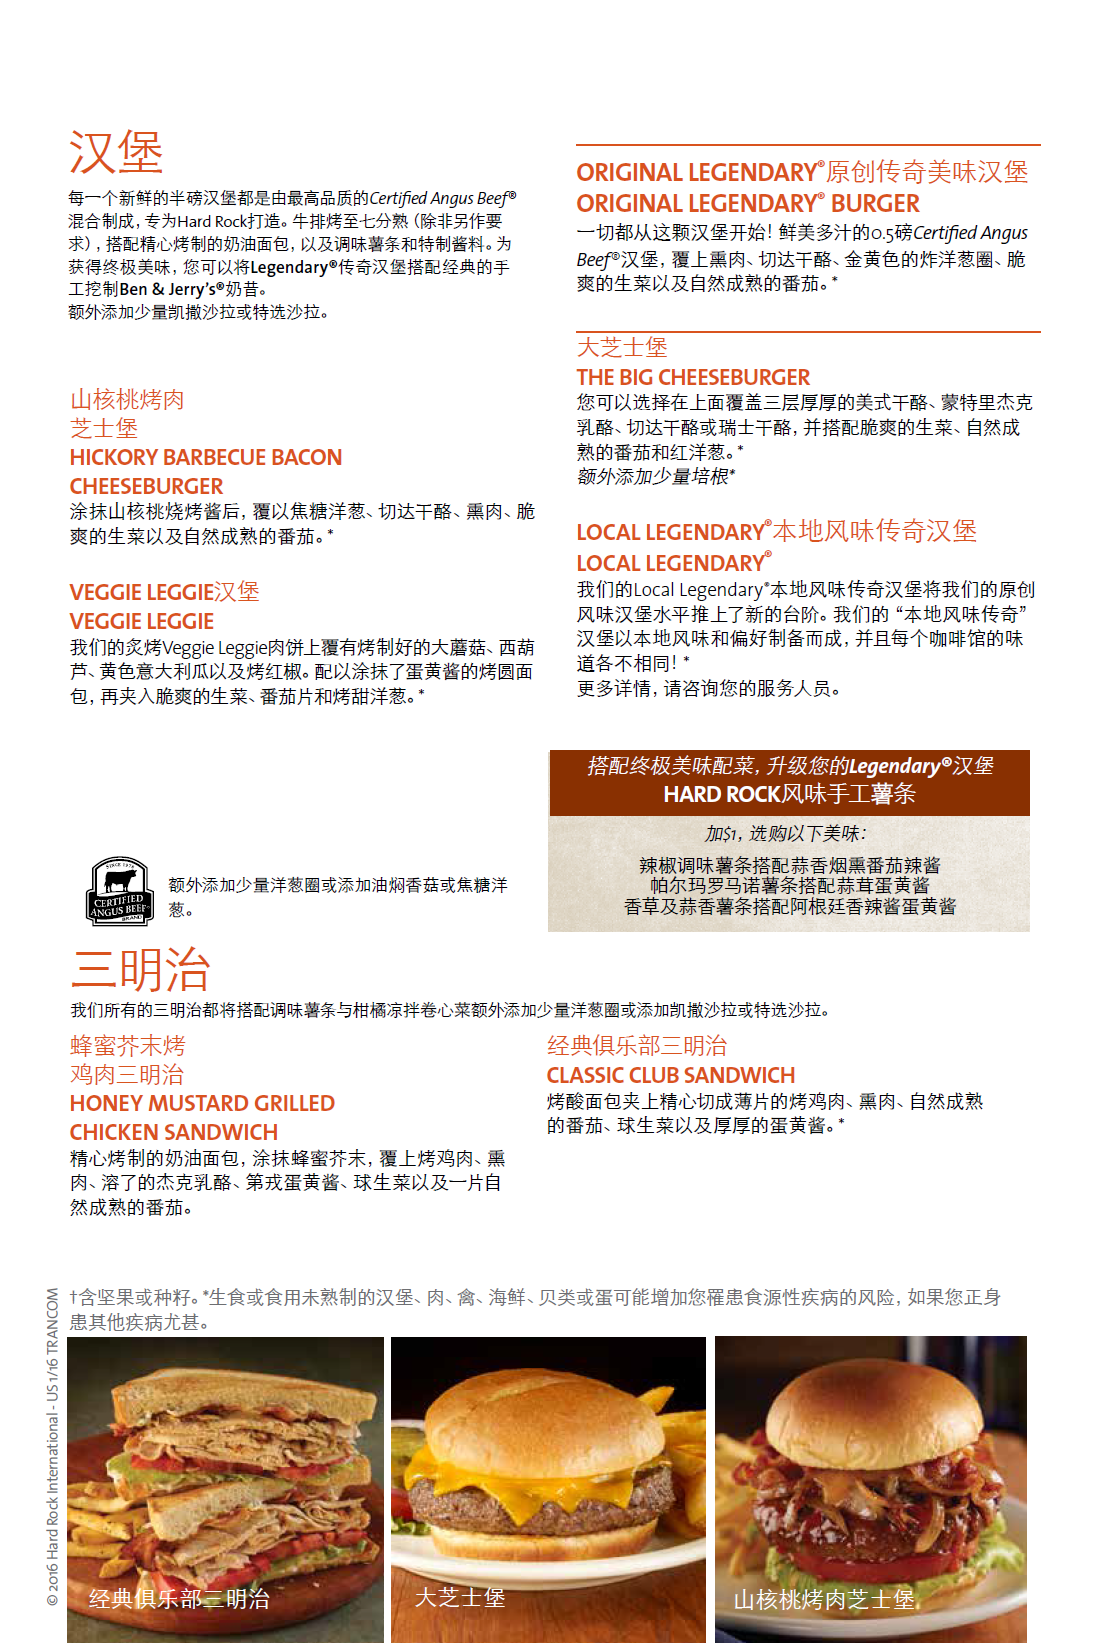 汉堡
每一个新鲜的半磅汉堡都是由最高品质的Certified Angus Beef®
混合制成，专为Hard Rock打造。牛排烤至七分熟（除非另作要
求），搭配精心烤制的奶油面包，以及调味薯条和特制酱料。为
获得终极美味，您可以将Legendary®传奇汉堡搭配经典的手
工挖制Ben & Jerry’s®奶昔。
额外添加少量凯撒沙拉或特选沙拉。
山核桃烤肉
芝士堡
HICKORY BARBECUE BACON
CHEESEBURGER
涂抹山核桃烧烤酱后，覆以焦糖洋葱、切达干酪、熏肉、脆
爽的生菜以及自然成熟的番茄。*
VEGGIE LEGGIE汉堡
VEGGIE LEGGIE
我们的炙烤Veggie Leggie肉饼上覆有烤制好的大蘑菇、西葫
芦、黄色意大利瓜以及烤红椒。配以涂抹了蛋黄酱的烤圆面
包，再夹入脆爽的生菜、番茄片和烤甜洋葱。*
SINCE 1978
CERTIFIED
ANGUS BEEF®
BRAND
额外添加少量洋葱圈或添加油焖香菇或焦糖洋
葱。
ORIGINAL LEGENDARY®原创传奇美味汉堡
ORIGINAL LEGENDARY® BURGER
一切都从这颗汉堡开始！鲜美多汁的0.5磅Certified Angus
Beef®汉堡，覆上熏肉、切达干酪、金黄色的炸洋葱圈、脆
爽的生菜以及自然成熟的番茄。*
大芝士堡
THE BIG CHEESEBURGER
您可以选择在上面覆盖三层厚厚的美式干酪、蒙特里杰克
乳酪、切达干酪或瑞士干酪，并搭配脆爽的生菜、自然成
熟的番茄和红洋葱。*
额外添加少量培根*
LOCAL LEGENDARY®本地风味传奇汉堡
LOCAL LEGENDARY®
我们的Local Legendary®本地风味传奇汉堡将我们的原创
风味汉堡水平推上了新的台阶。我们的“本地风味传奇”
汉堡以本地风味和偏好制备而成，并且每个咖啡馆的味
道各不相同！*
更多详情，请咨询您的服务人员。
搭配终极美味配菜，升级您的Legendary®汉堡
HARD ROCK风味手工薯条
加$1，选购以下美味：
辣椒调味薯条搭配蒜香烟熏番茄辣酱
帕尔玛罗马诺薯条搭配蒜茸蛋黄酱
香草及蒜香薯条搭配阿根廷香辣酱蛋黄酱
三明治
我们所有的三明治都将搭配调味薯条与柑橘凉拌卷心菜额外添加少量洋葱圈或添加凯撒沙拉或特选沙拉。
蜂蜜芥末烤
鸡肉三明治
HONEY MUSTARD GRILLED
CHICKEN SANDWICH
精心烤制的奶油面包，涂抹蜂蜜芥末，覆上烤鸡肉、熏
肉、溶了的杰克乳酪、第戎蛋黄酱、球生菜以及一片自
然成熟的番茄。
经典俱乐部三明治
CLASSIC CLUB SANDWICH
烤酸面包夹上精心切成薄片的烤鸡肉、熏肉、自然成熟
的番茄、球生菜以及厚厚的蛋黄酱。*
†含坚果或种籽。*生食或食用未熟制的汉堡、肉、禽、海鲜、贝类或蛋可能增加您罹患食源性疾病的风险，如果您正身
患其他疾病尤甚。
© 2016 Hard Rock International - US 1/16 TRANCOM
经典俱乐部三明治
大芝士堡
山核桃烤肉芝士堡.